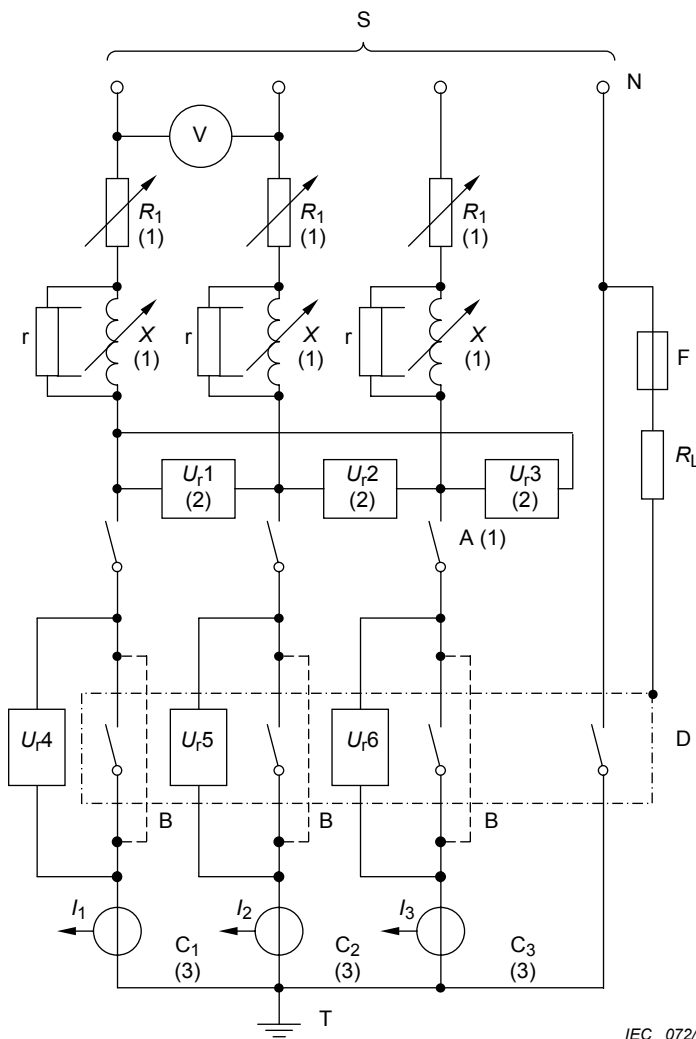 S
N
V
R1
(1)
R1
(1)
R1
(1)
r
X
(1)
r
X
(1)
r
X
(1)
F
RL
Ur1
(2)
Ur2
(2)
Ur3
(2)
A (1)
Ur4
Ur5
Ur6
D
B
B
B
I1
I2
I3
C1
(3)
C2
(3)
C3
(3)
T